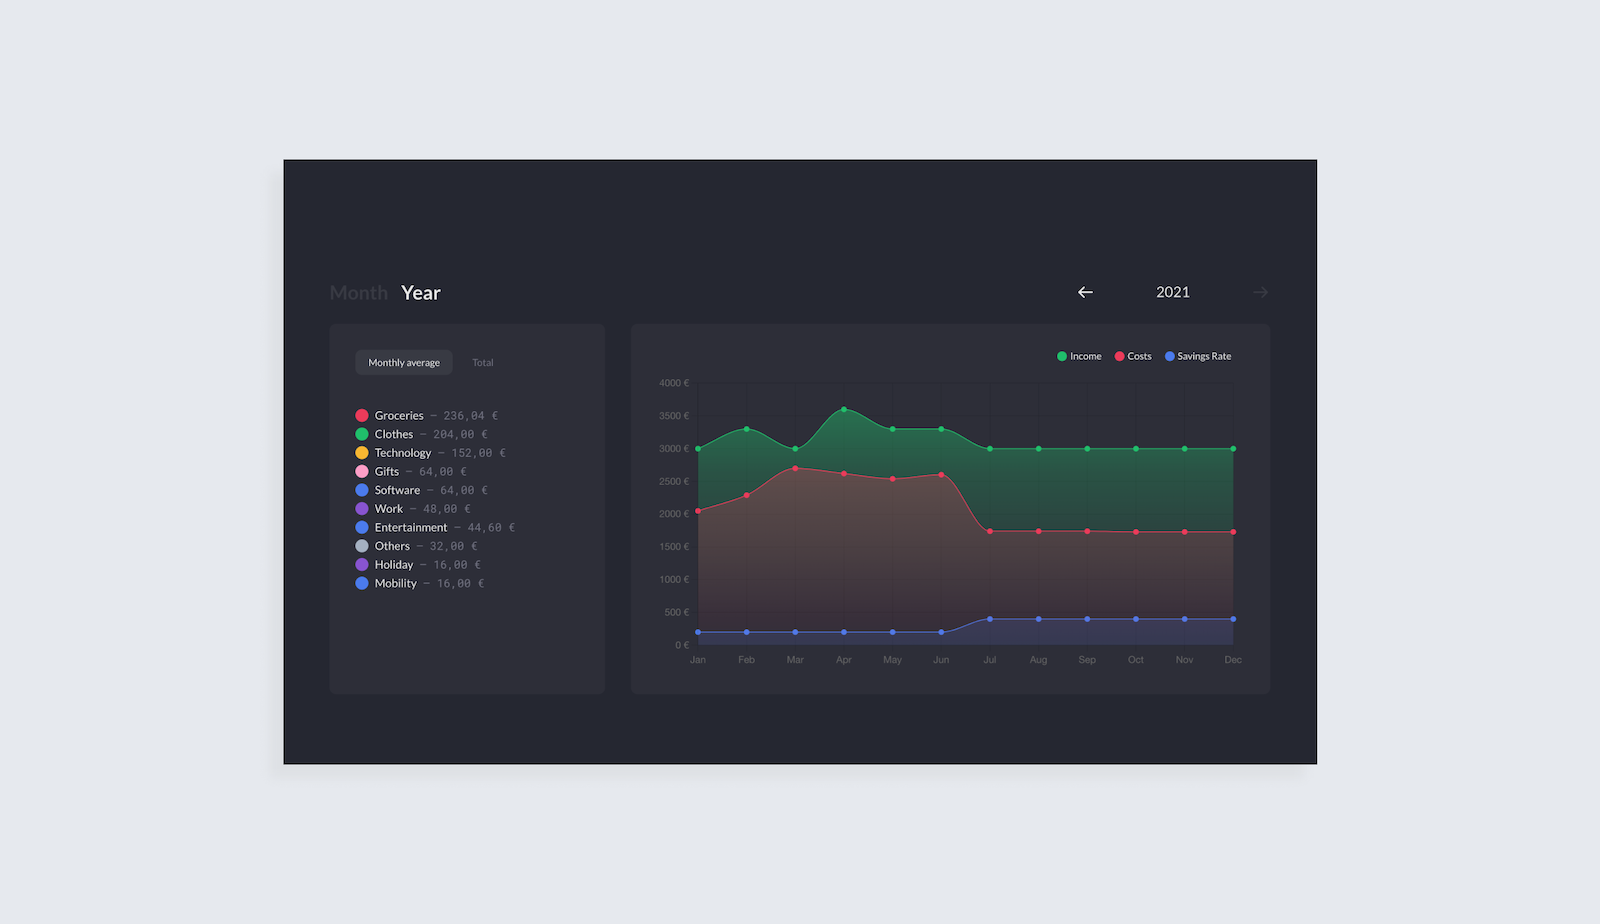 Month Year
2021
Monthly average Total
Groceries – 236,04 €
Clothes – 204,00 €
Technology – 152,00 €
Gifts – 64,00 €
Software – 64,00 €
Work – 48,00 €
Entertainment – 44,60 €
Others – 32,00 €
Holiday – 16,00 €
Mobility – 16,00 €
Income Costs Savings Rate
4000 €
3500 €
3000 €
2500 €
2000 €
1500 €
1000 €
500 €
0 €
Jan Feb Mar Apr May Jun Jul Aug Sep Oct Nov Dec